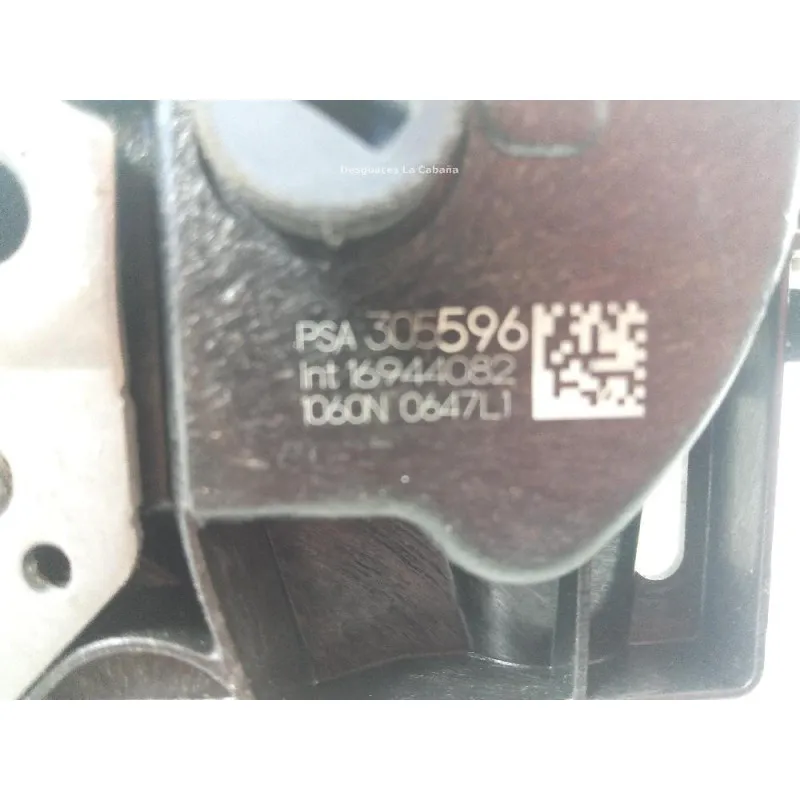 Desguaces La Cabaña
PSA 305596
Int 16944082
1060N 0647L1